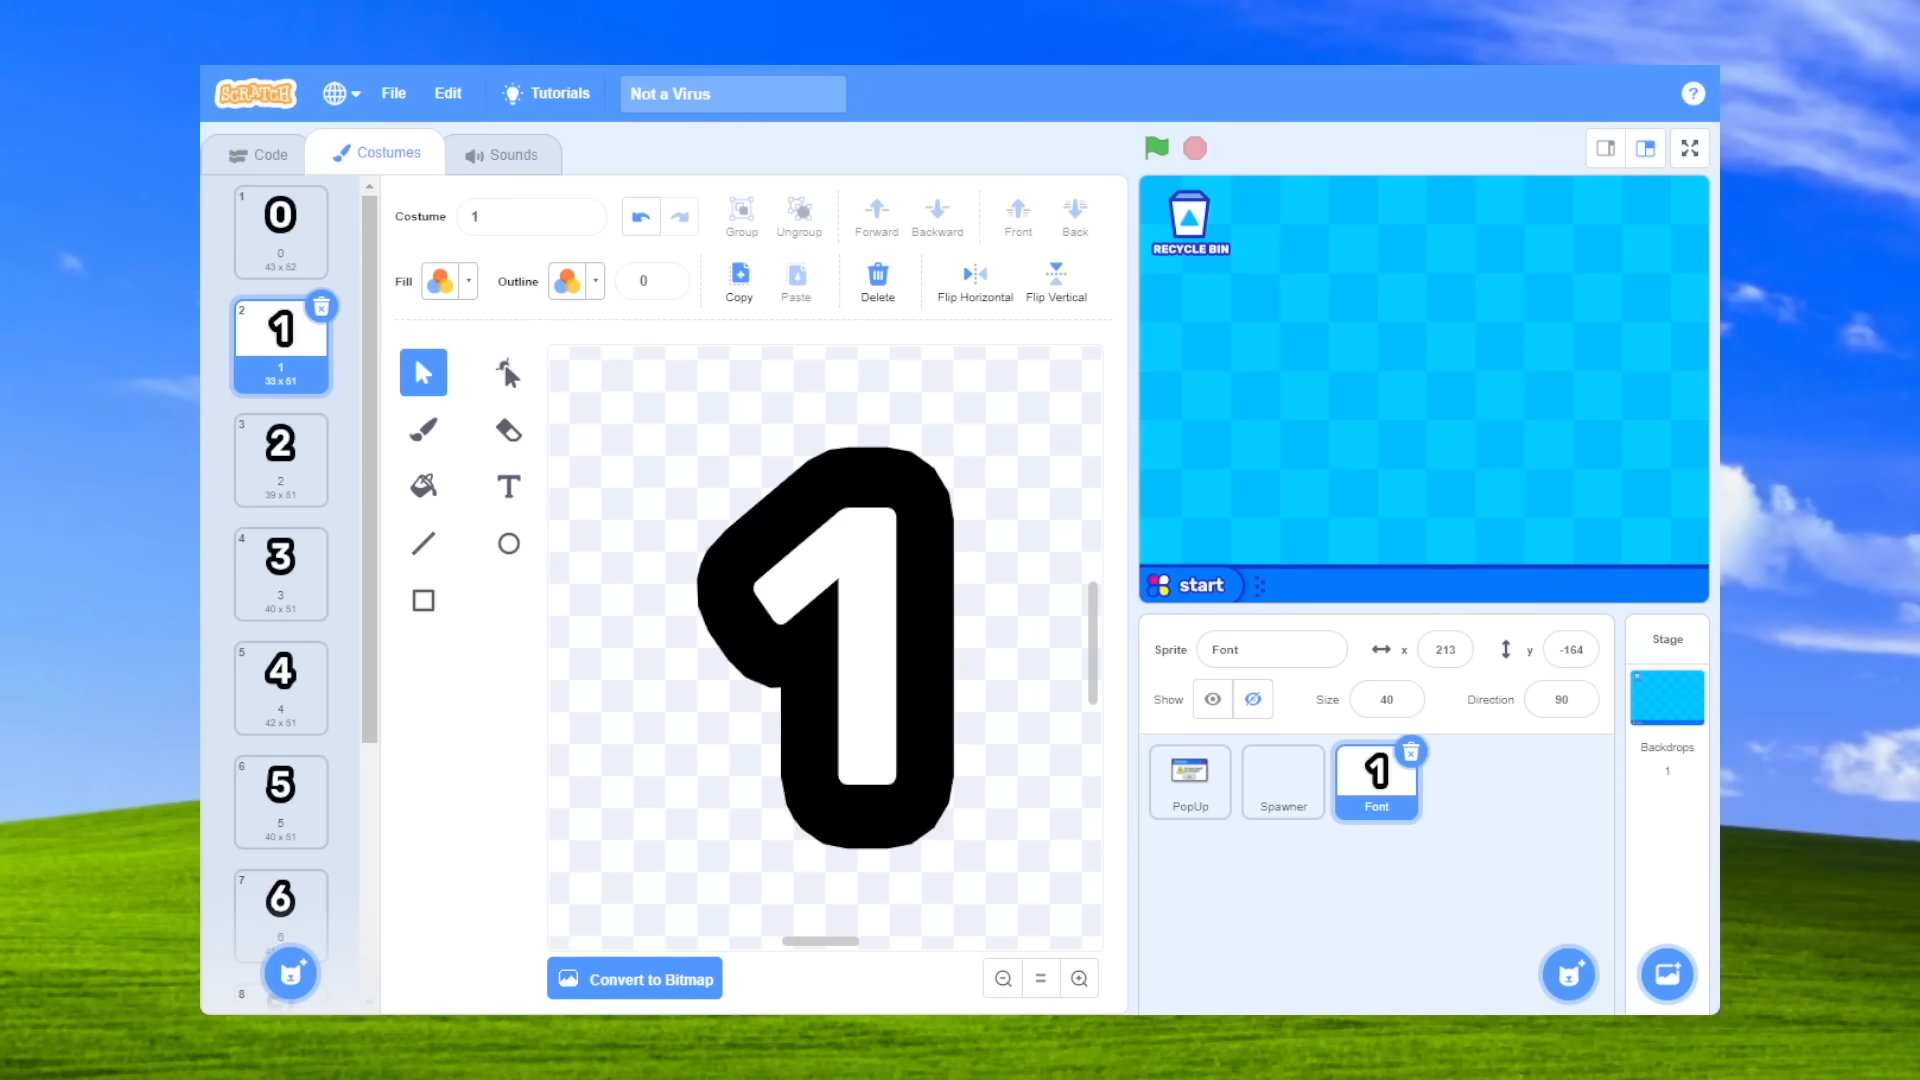 SCRATCH
File
Edit
Tutorials
Not a Virus
?
Code
Costumes
Sounds
1
0
0
43 x 52
2
1
1
33 x 51
3
2
2
39 x 51
4
3
3
40 x 51
5
4
4
42 x 51
6
5
5
40 x 51
7
6
6
8
Costume
1
Group
Ungroup
Forward
Backward
Front
Back
Fill
Outline
0
Copy
Paste
Delete
Flip Horizontal
Flip Vertical
T
1
Convert to Bitmap
RECYCLE BIN
start
Sprite
Font
x
213
y
-164
Show
Size
40
Direction
90
PopUp
Spawner
1
Font
Stage
Backdrops
1